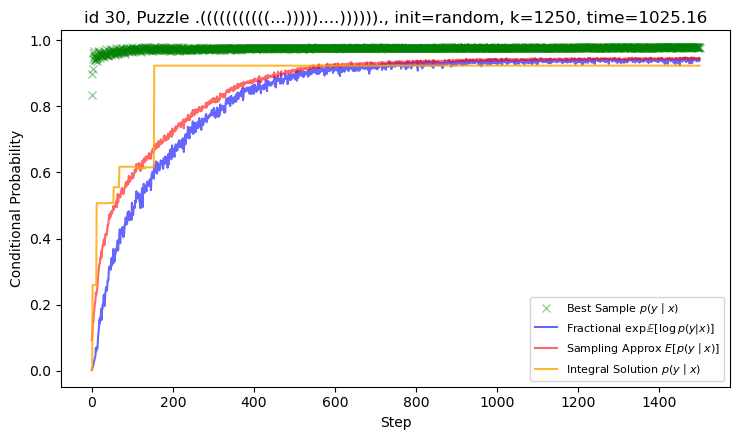 id 30, Puzzle .(((((((((((...)))))....))))))., init=random, k=1250, time=1025.16
1.0
0.8
0.6
0.4
0.2
0.0
Conditional Probability
Best Sample p(y | x)
Fractional exp𝔼[log p(y|x)]
Sampling Approx E[p(y | x)]
Integral Solution p(y | x)
0 200 400 600 800 1000 1200 1400
Step